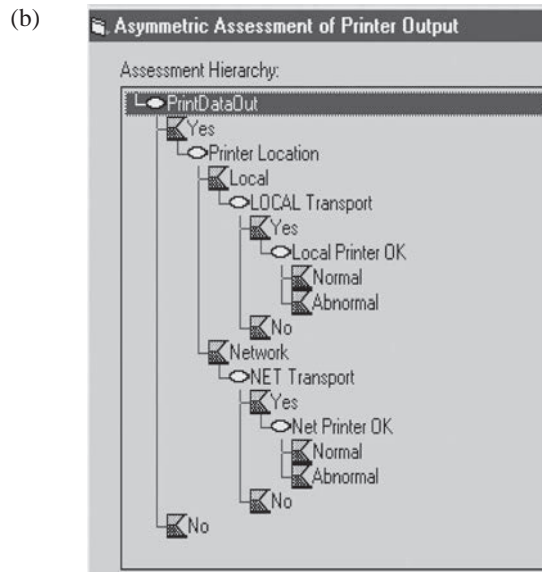 (b)
Asymmetric Assessment of Printer Output
Assessment Hierarchy:
PrintDataOut
Yes
Printer Location
Local
LOCAL Transport
Yes
Local Printer OK
Normal
Abnormal
No
Network
NET Transport
Yes
Net Printer OK
Normal
Abnormal
No
No